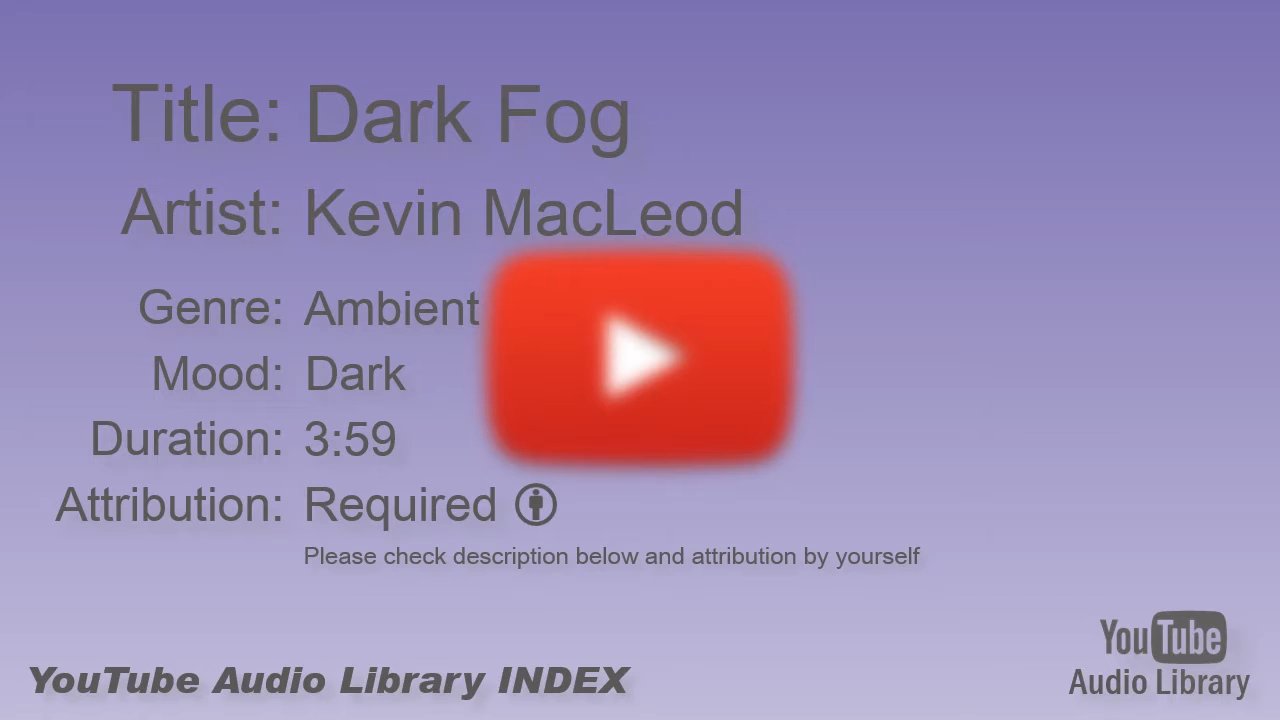 Title: Dark Fog
Artist: Kevin MacLeod
Genre: Ambient
Mood: Dark
Duration: 3:59
Attribution: Required
Please check description below and attribution by yourself
YouTube Audio Library INDEX
YouTube
Audio Library